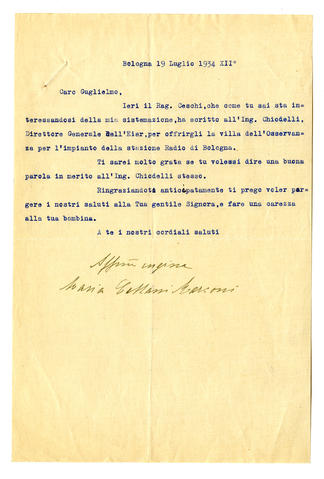 Bologna 19 Luglio 1934 XII°
Caro Guglielmo,
Ieri il Rag. Ceschi,che come tu sai sta in-
teressandosi della mia sistemazione,ha scritto all'Ing. Chiodelli,
Direttore Generale dell'Eiar,per offrirgli la villa dell'Osservan-
za per l'impianto della stazione Radio di Bologna.
Ti sarei molto grata se tu volessi dire una buona
parola in merito all'Ing. Chiodelli stesso.
Ringraziandoti anticipatamente ti prego voler por-
gere i nostri saluti alla Tua gentile Signora,e fare una carezza
alla tua bambina.
A te i nostri cordiali saluti
Affma cugina
Maria Marconi